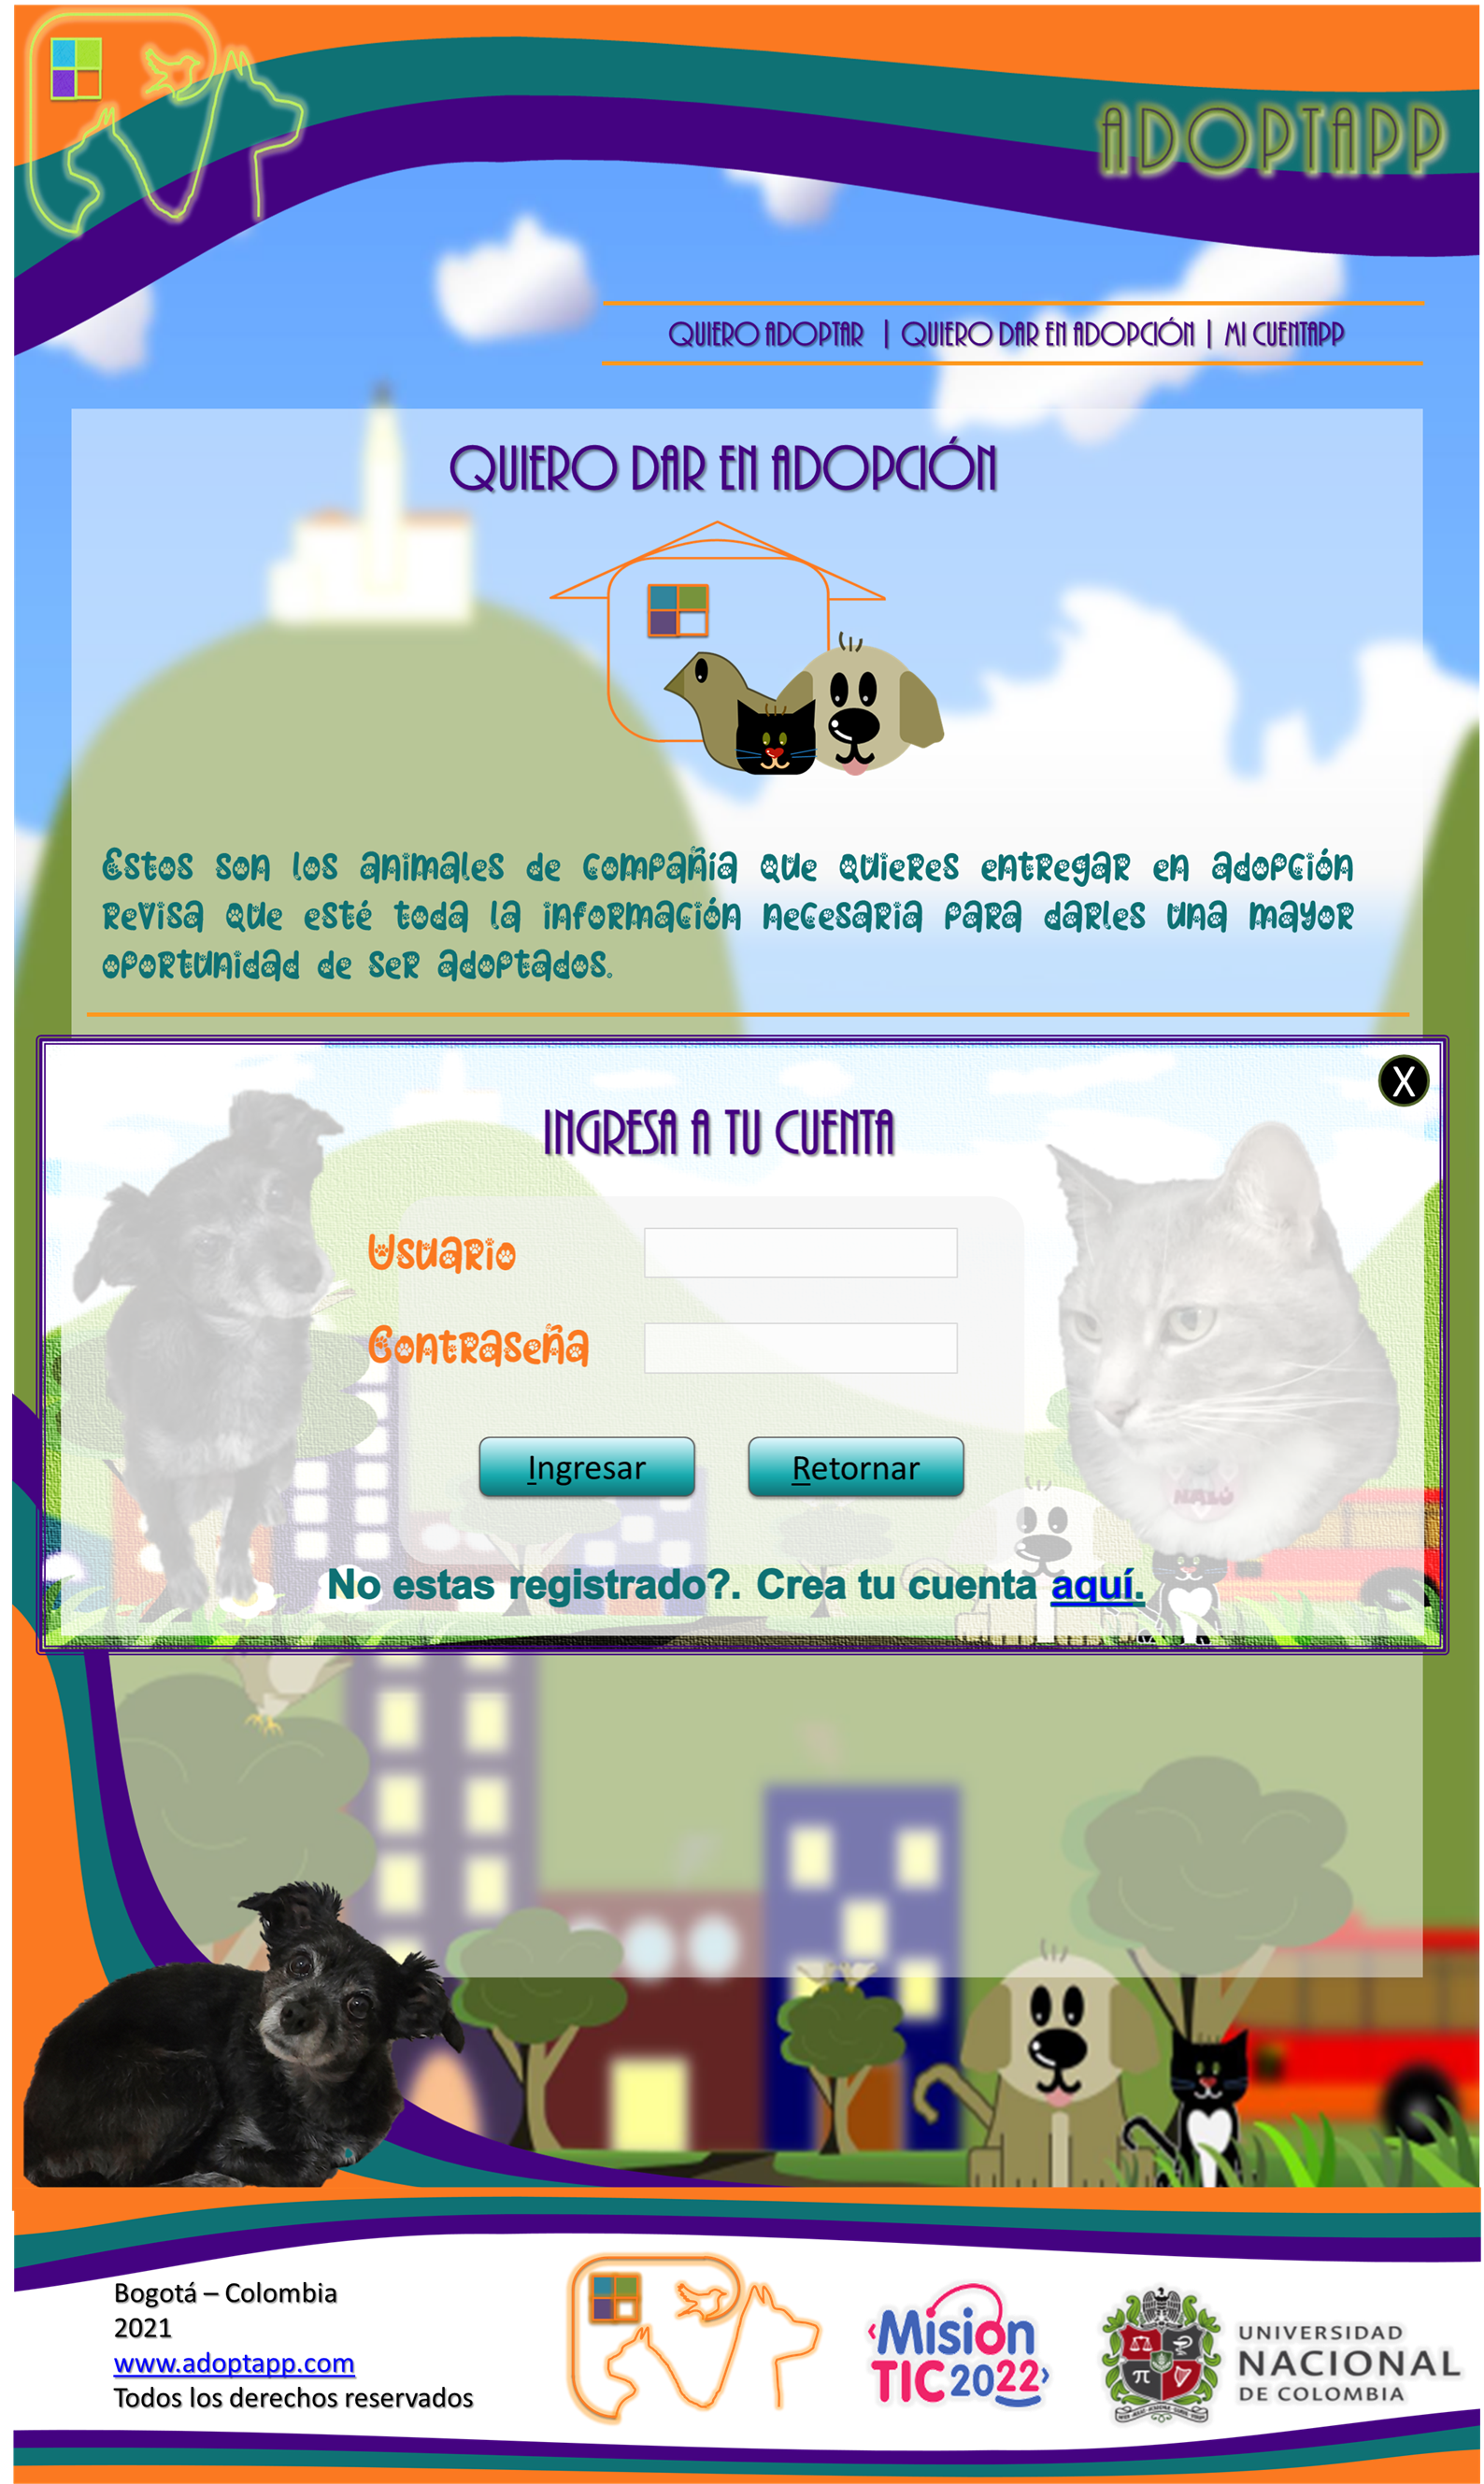 ADOPTAPP
QUIERO ADOPTAR | QUIERO DAR EN ADOPCIÓN | MI CUENTAPP
QUIERO DAR EN ADOPCIÓN
Estos son los animales de compañía que quieres entregar en adopción
revisa que esté toda la información necesaria para darles una mayor
oportunidad de ser adoptados.
X
INGRESA A TU CUENTA
Usuario
Contraseña
Ingresar Retornar
No estas registrado?. Crea tu cuenta aquí.
Bogotá – Colombia
2021
www.adoptapp.com
Todos los derechos reservados
‹Misión
TIC 2022›
UNIVERSIDAD
NACIONAL
DE COLOMBIA